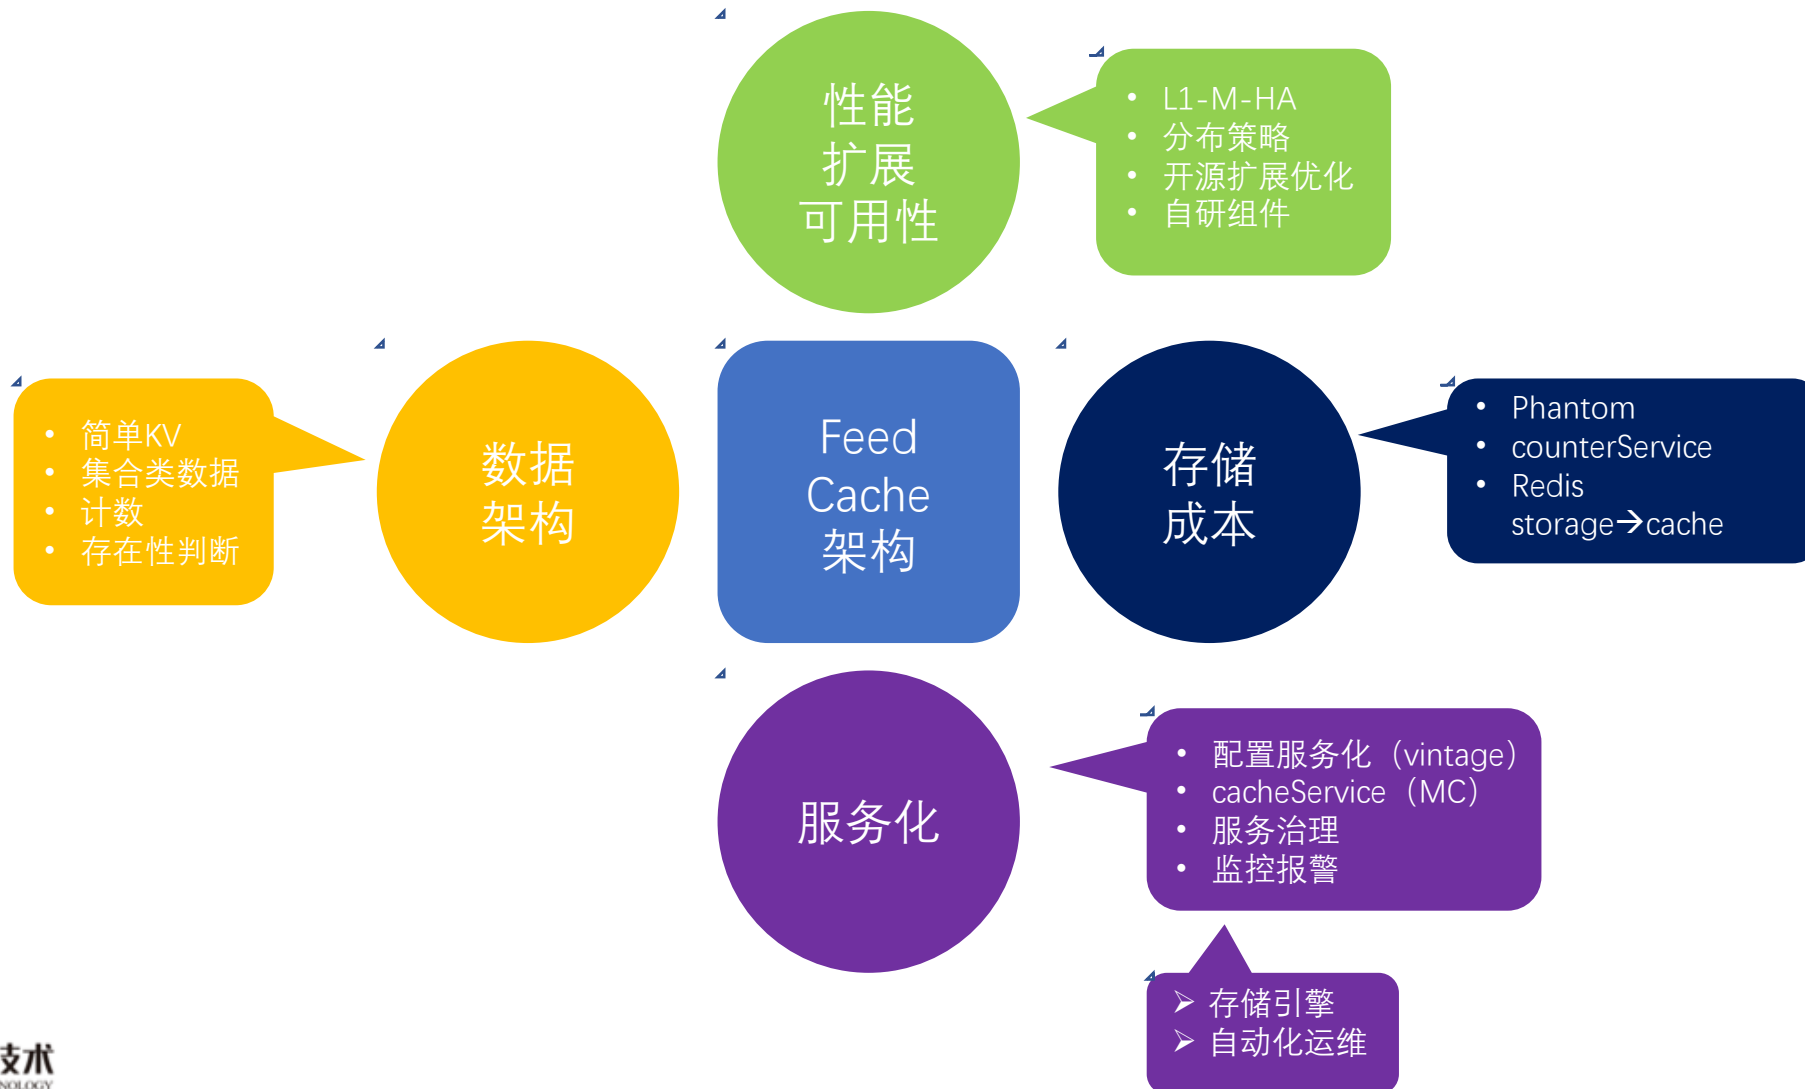 性能
扩展
可用性
• L1-M-HA
• 分布策略
• 开源扩展优化
• 自研组件
• 简单KV
• 集合类数据
• 计数
• 存在性判断
数据
架构
Feed
Cache
架构
存储
成本
• Phantom
• counterService
• Redis
storage→cache
服务化
• 配置服务化（vintage）
• cacheService（MC）
• 服务治理
• 监控报警
➢ 存储引擎
➢ 自动化运维
技术
NOLOGY